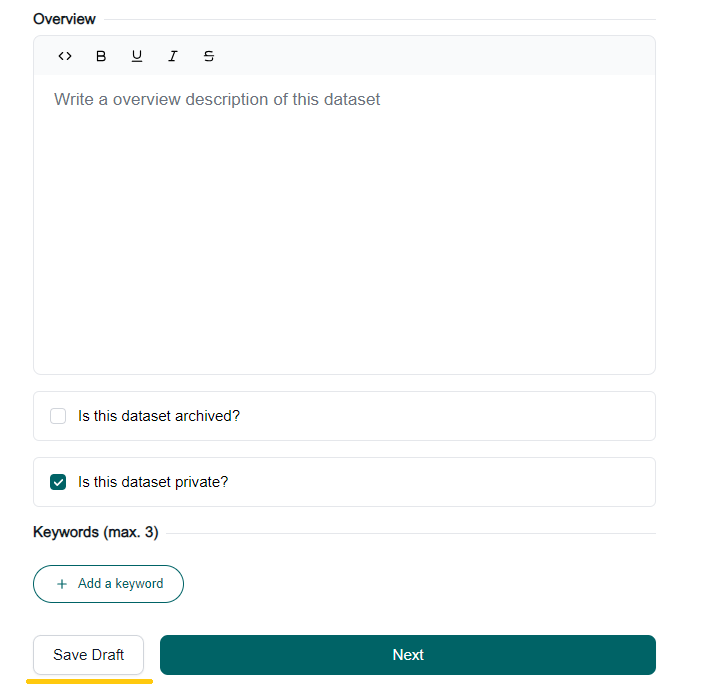 Overview
<> B U I S
Write a overview description of this dataset
Is this dataset archived?
Is this dataset private?
Keywords (max. 3)
+ Add a keyword
Save Draft Next